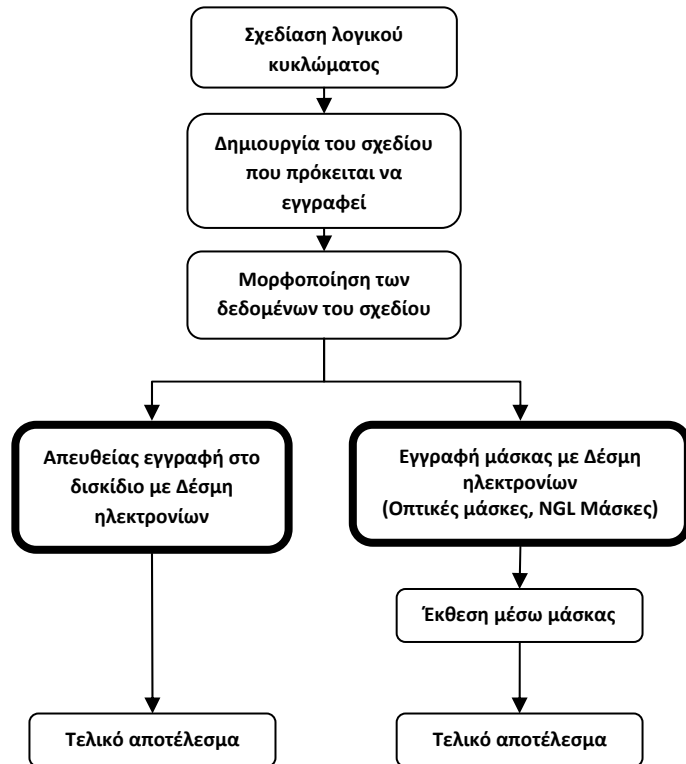 Σχεδίαση λογικού
κυκλώματος
Δημιουργία του σχεδίου
που πρόκειται να
εγγραφεί
Μορφοποίηση των
δεδομένων του σχεδίου
Απευθείας εγγραφή στο
δισκίδιο με Δέσμη
ηλεκτρονίων
Εγγραφή μάσκας με Δέσμη
ηλεκτρονίων
(Οπτικές μάσκες, NGL Μάσκες)
Έκθεση μέσω μάσκας
Τελικό αποτέλεσμα
Τελικό αποτέλεσμα